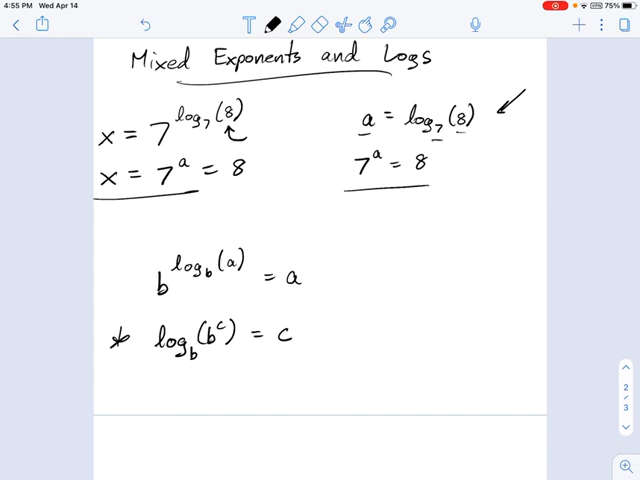 4:55 PM Wed Apr 14
VPN 75%
Mixed Exponents and Logs
x = 7^{log_7(8)}
a = log_7(8)
x = 7^a = 8
7^a = 8
b^{log_b(a)} = a
* log_b(b^c) = c
2
/
3